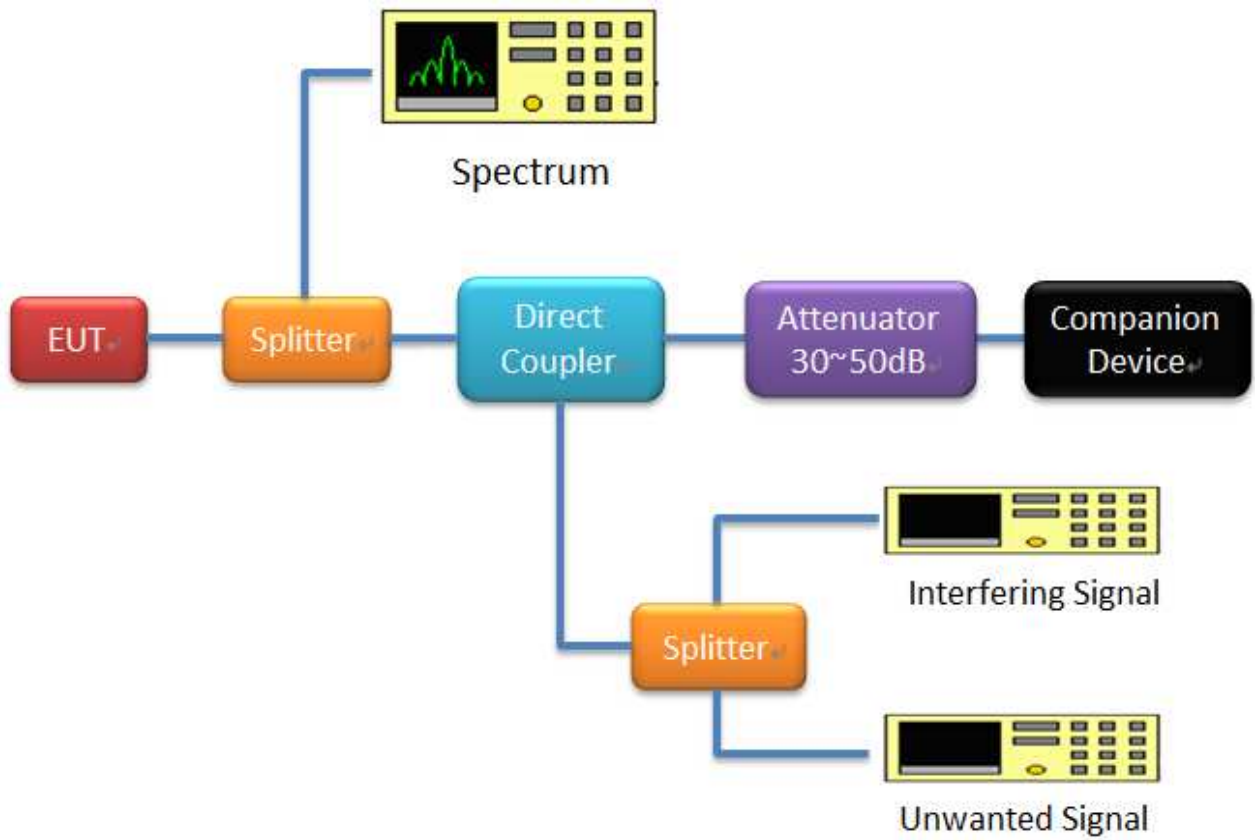 Spectrum
EUT
Splitter
Direct
Coupler
Attenuator
30~50dB
Companion
Device
Interfering Signal
Splitter
Unwanted Signal